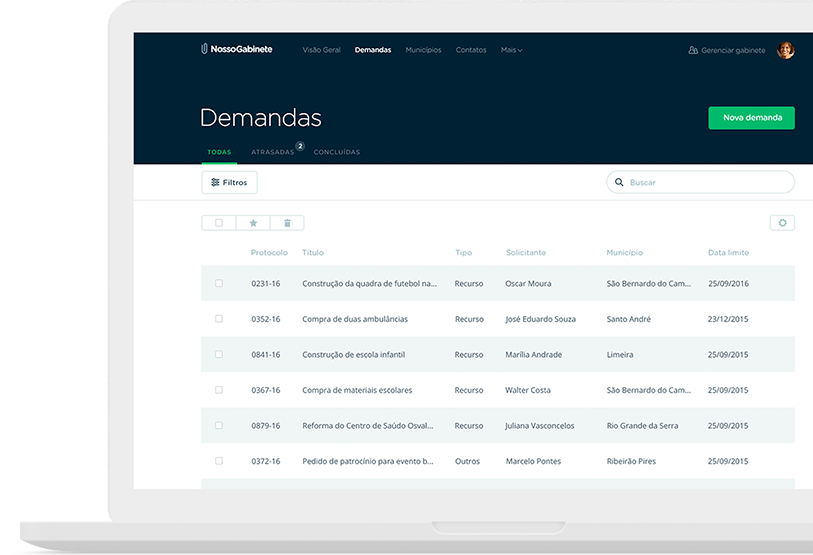 NossoGabinete Visão Geral Demandas Municípios Contatos Mais Gerenciar gabinete
Demandas Nova demanda
TODAS ATRASADAS 2 CONCLUÍDAS
Filtros Buscar
Protocolo Título Tipo Solicitante Município Data limite
0231-16 Construção da quadra de futebol na... Recurso Oscar Moura São Bernardo do Cam... 25/09/2016
0352-16 Compra de duas ambulâncias Recurso José Eduardo Souza Santo André 23/12/2015
0841-16 Construção de escola infantil Recurso Marília Andrade Limeira 25/09/2015
0367-16 Compra de materiais escolares Recurso Walter Costa São Bernardo do Cam... 25/09/2015
0879-16 Reforma do Centro de Saúdo Osval... Recurso Juliana Vasconcelos Rio Grande da Serra 25/09/2015
0372-16 Pedido de patrocínio para evento b... Outros Marcelo Pontes Ribeirão Pires 25/09/2015